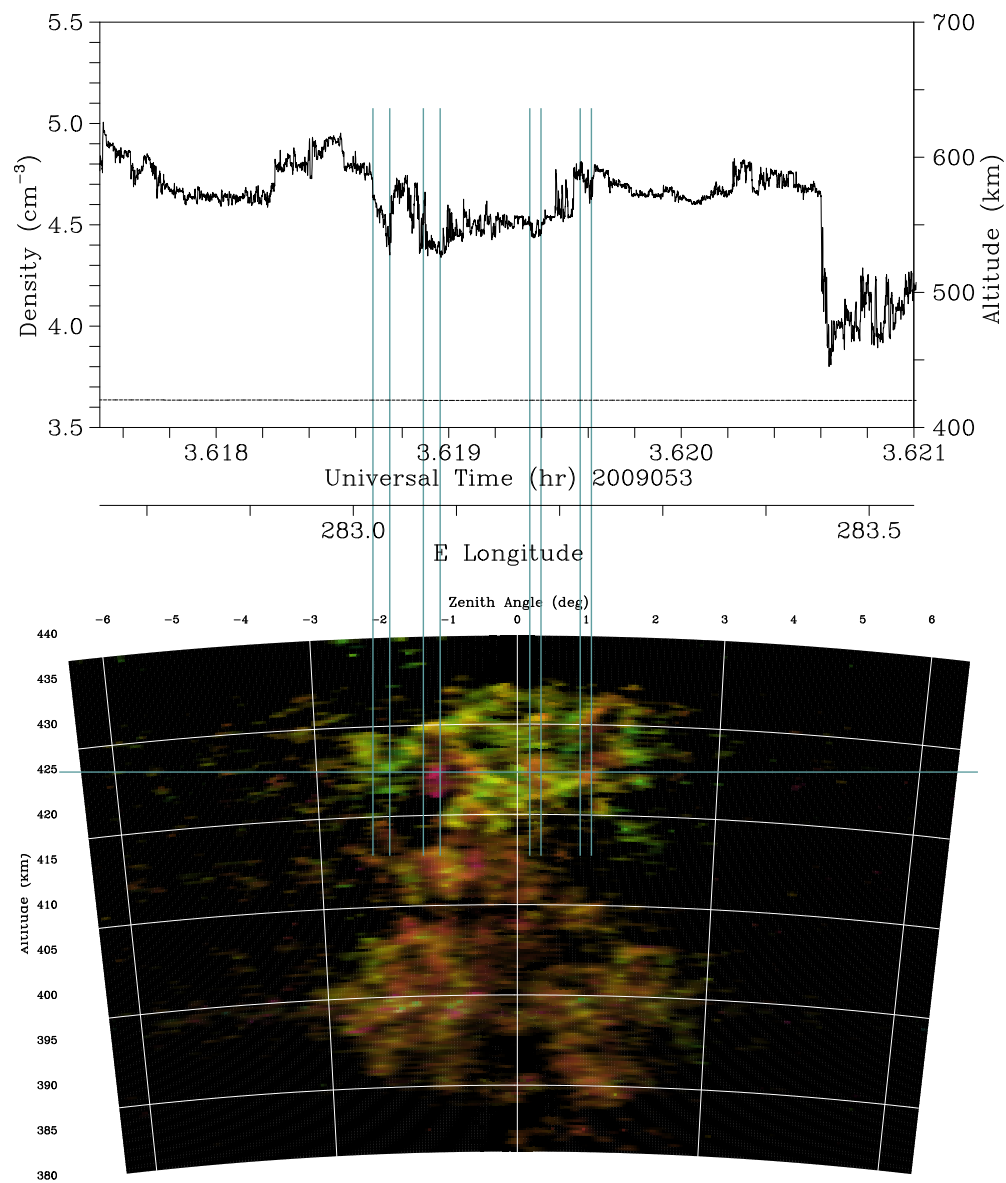 5.5
5.0
4.5
4.0
3.5
Density (cm−3)
700
600
500
400
Altitude (km)
3.618 3.619 3.620 3.621
Universal Time (hr) 2009053
283.0 283.5
E Longitude
Zenith Angle (deg)
−6 −5 −4 −3 −2 −1 0 1 2 3 4 5 6
440
435
430
425
420
415
410
405
400
395
390
385
380
Altitude (km)